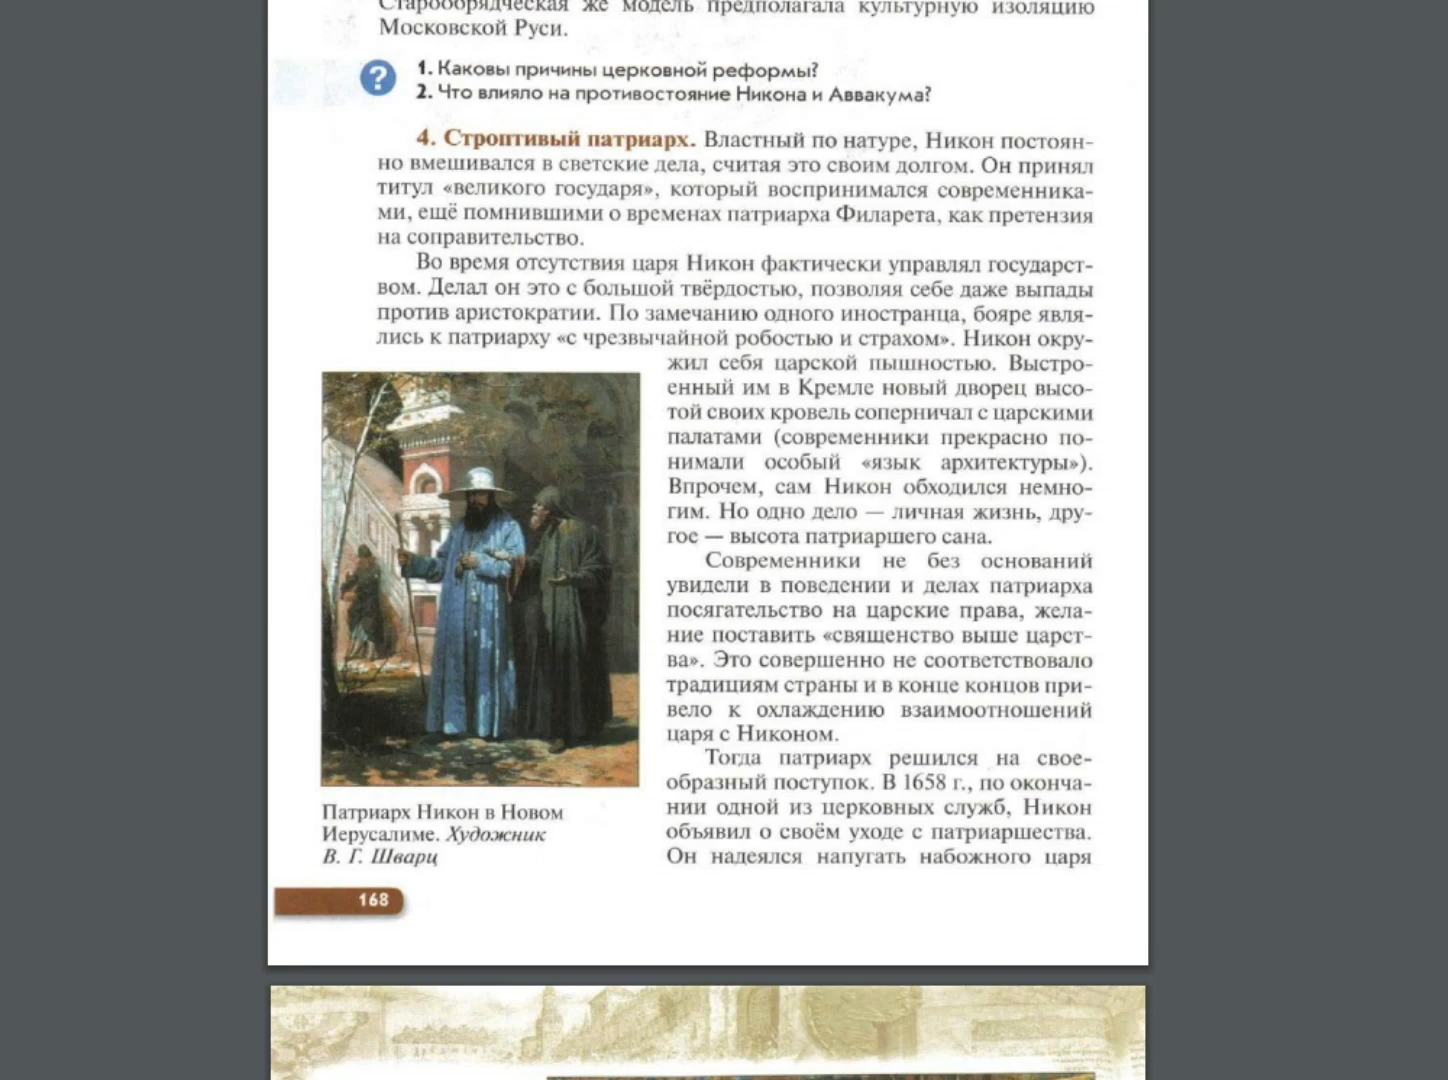 Старообрядческая же модель предполагала культурную изоляцию
Московской Руси.
?
1. Каковы причины церковной реформы?
2. Что влияло на противостояние Никона и Аввакума?
4. Строптивый патриарх. Властный по натуре, Никон постоян-
но вмешивался в светские дела, считая это своим долгом. Он принял
титул «великого государя», который воспринимался современника-
ми, ещё помнившими о временах патриарха Филарета, как претензия
на соправительство.
Во время отсутствия царя Никон фактически управлял государст-
вом. Делал он это с большой твёрдостью, позволяя себе даже выпады
против аристократии. По замечанию одного иностранца, бояре явля-
лись к патриарху «с чрезвычайной робостью и страхом». Никон окру-
жил себя царской пышностью. Выстро-
енный им в Кремле новый дворец высо-
той своих кровель соперничал с царскими
палатами (современники прекрасно по-
нимали особый «язык архитектуры»).
Впрочем, сам Никон обходился немно-
гим. Но одно дело — личная жизнь, дру-
гое — высота патриаршего сана.
Современники не без оснований
увидели в поведении и делах патриарха
посягательство на царские права, жела-
ние поставить «священство выше царст-
ва». Это совершенно не соответствовало
традициям страны и в конце концов при-
вело к охлаждению взаимоотношений
царя с Никоном.
Тогда патриарх решился на свое-
образный поступок. В 1658 г., по оконча-
нии одной из церковных служб, Никон
объявил о своём уходе с патриаршества.
Он надеялся напугать набожного царя
Патриарх Никон в Новом
Иерусалиме. Художник
В. Г. Шварц
168